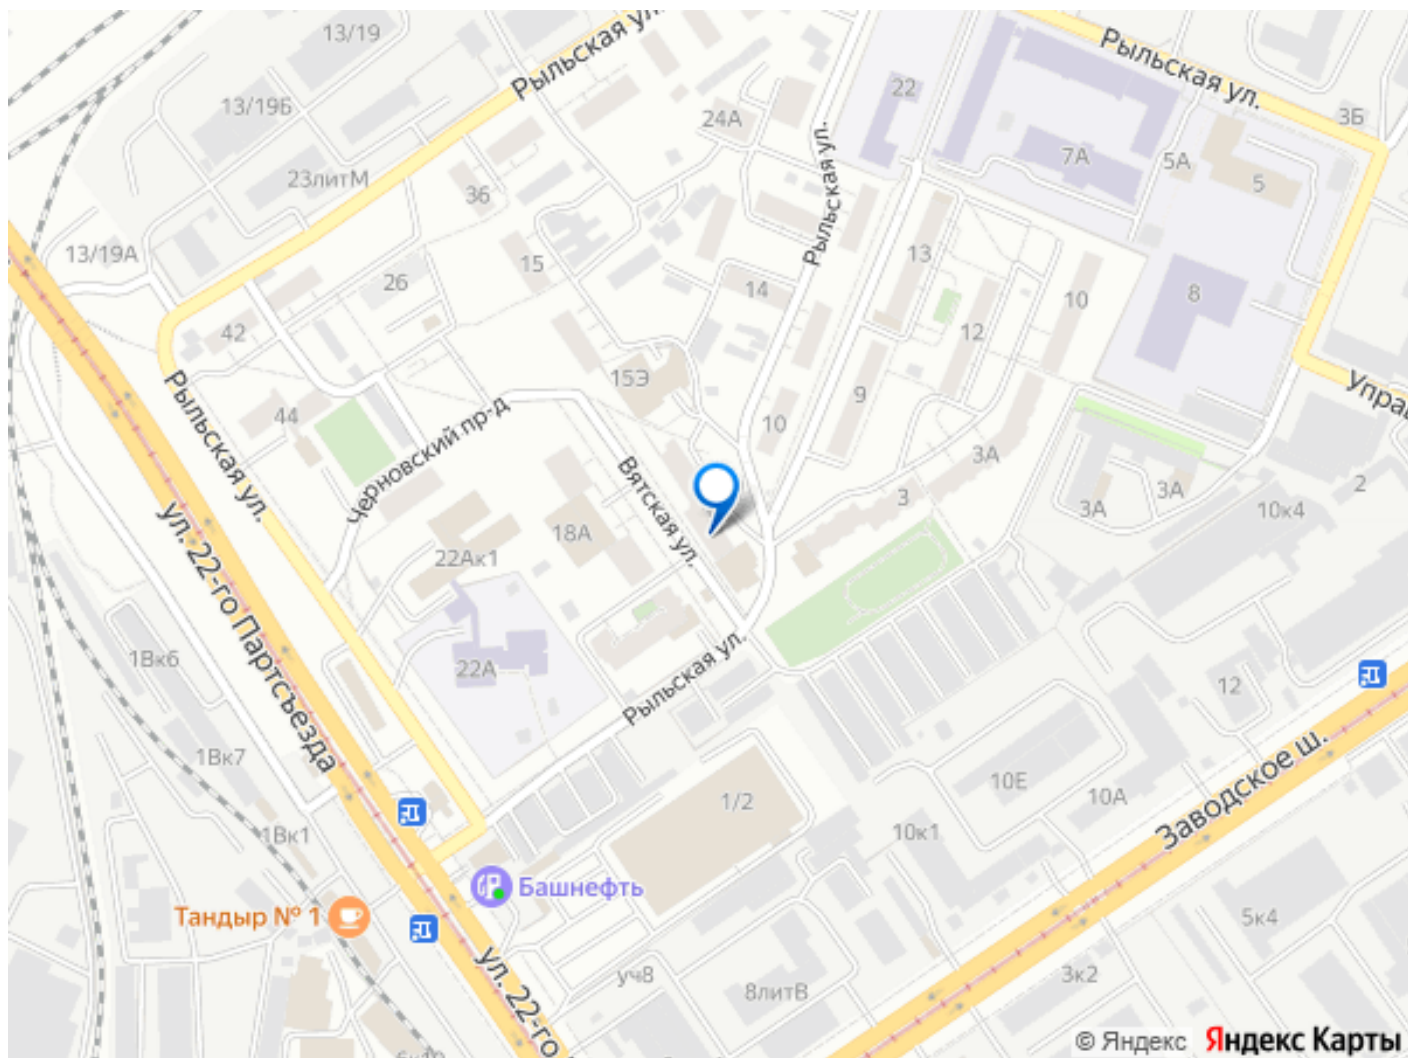 13/19
Рыльская ул.
Рыльская ул.
13/19Б
22
24А
3Б
7А
5А
5
23литМ
36
Рыльская ул.
13/19А
15
13
26
14
10
8
42
12
15Э
Управ
9
44
10
Рыльская ул.
Черновский пр-д
3А
Вятская ул.
3
3А
3А
2
10к4
ул. 22-го Партсъезда
18А
22Ак1
1Вк6
22А
Рыльская ул.
12
1Вк7
10Е
Заводское ш.
1/2
10А
1Вк1
10к1
Башнефть
Тандыр № 1
5к4
ул. 22-го
уч8
3к2
8литВ
© Яндекс Яндекс Карты